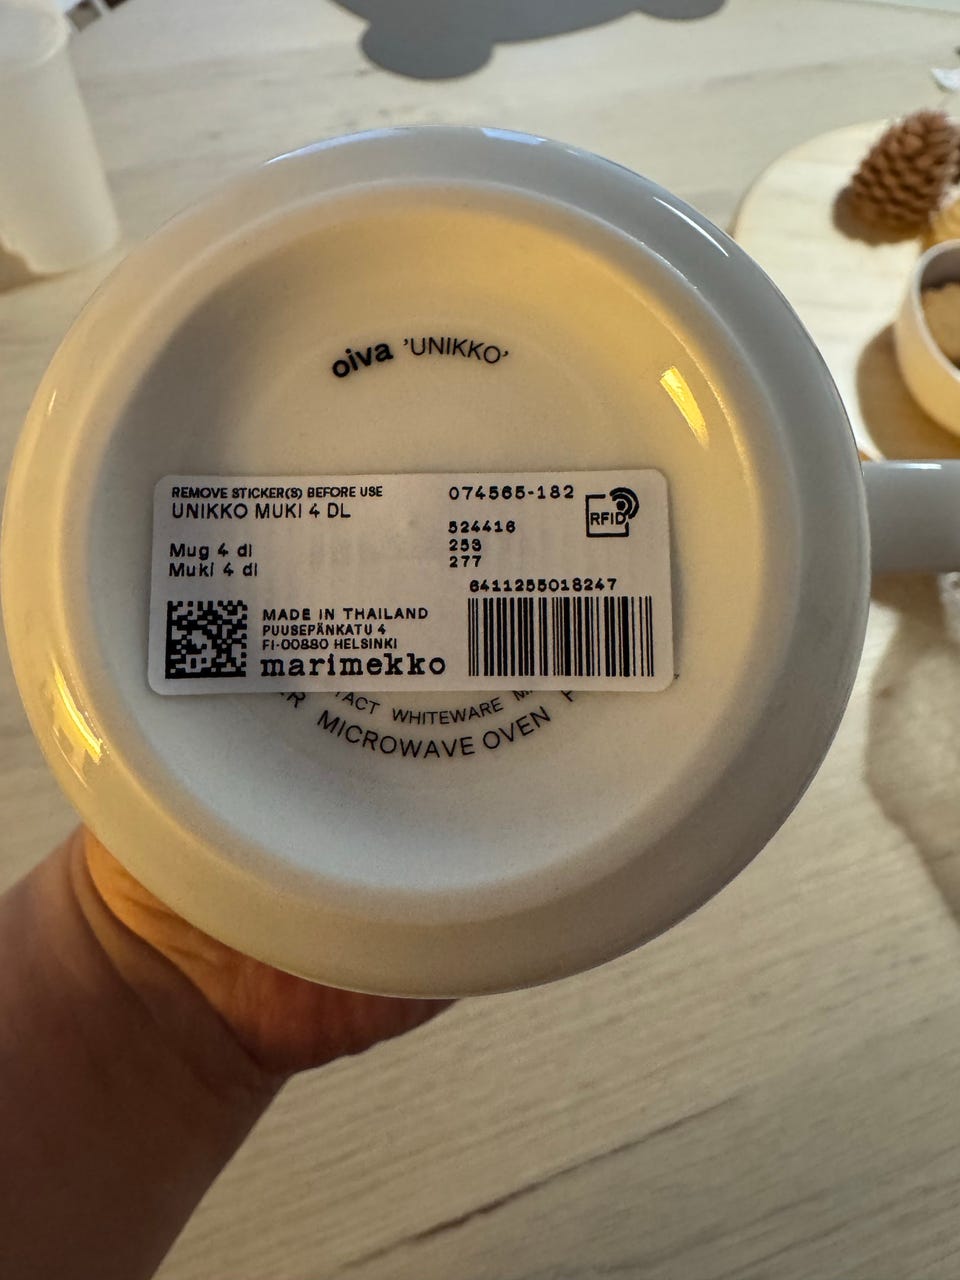 oiva 'UNIKKO'
REMOVE STICKER(S) BEFORE USE
UNIKKO MUKI 4 DL
Mug 4 dl
Muki 4 dl
074565-182
524416
253
277
RFID
6411255018247
MADE IN THAILAND
PUUSEPÄNKATU 4
FI-00880 HELSINKI
marimekko
WHITEWARE
MICROWAVE OVEN